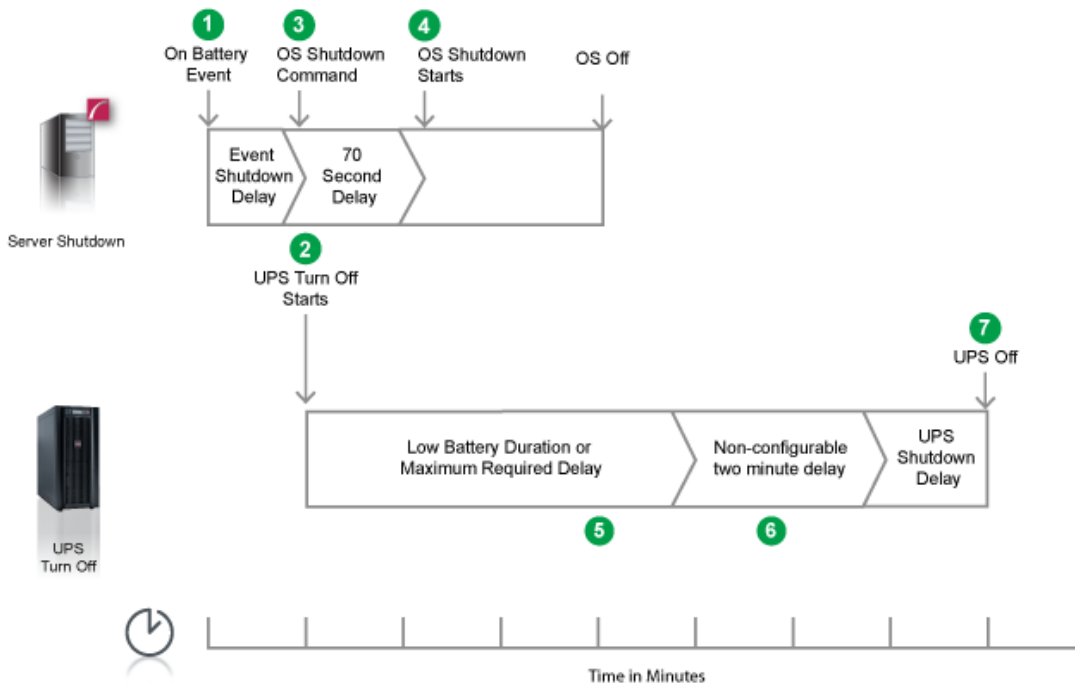 1
On Battery
Event
3
OS Shutdown
Command
4
OS Shutdown
Starts
OS Off
Event
Shutdown
Delay
70
Second
Delay
Server Shutdown
2
UPS Turn Off
Starts
7
UPS Off
Low Battery Duration or
Maximum Required Delay
Non-configurable
two minute delay
UPS
Shutdown
Delay
5
6
UPS
Turn Off
Time in Minutes